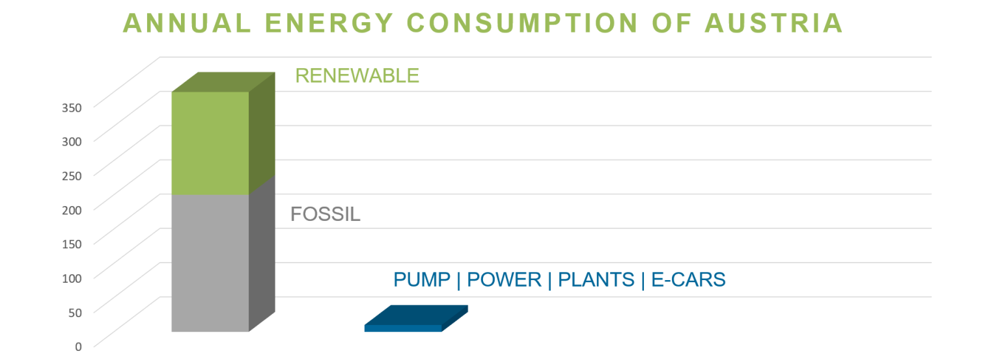 ANNUAL ENERGY CONSUMPTION OF AUSTRIA
RENEWABLE
350
300
250
200
FOSSIL
150
100
PUMP | POWER | PLANTS | E-CARS
50
0